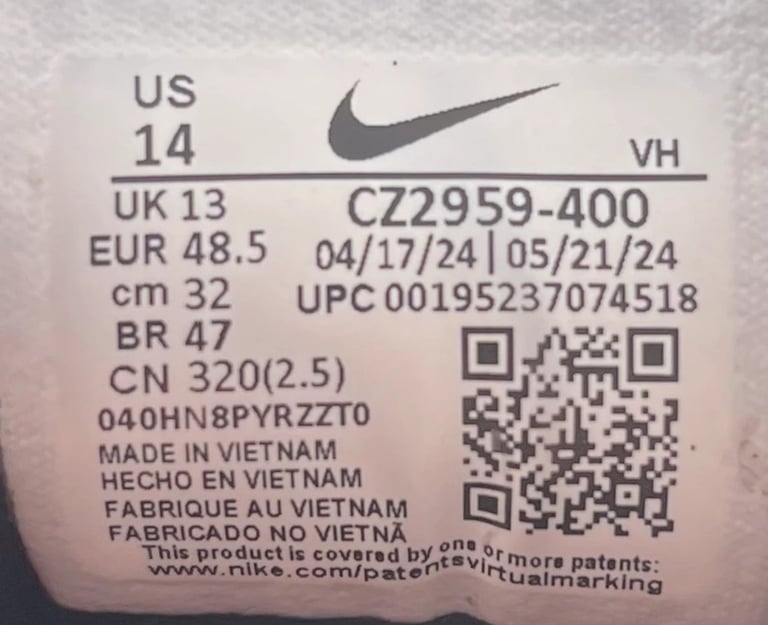 US
14
VH
UK 13
CZ2959-400
EUR 48.5
04/17/24 | 05/21/24
cm 32
UPC 00195237074518
BR 47
CN 320(2.5)
040HN8PYRZZT0
MADE IN VIETNAM
HECHO EN VIETNAM
FABRIQUE AU VIETNAM
FABRICADO NO VIETNÃ
This product is covered by one or more patents:
www.nike.com/patentsvirtualmarking